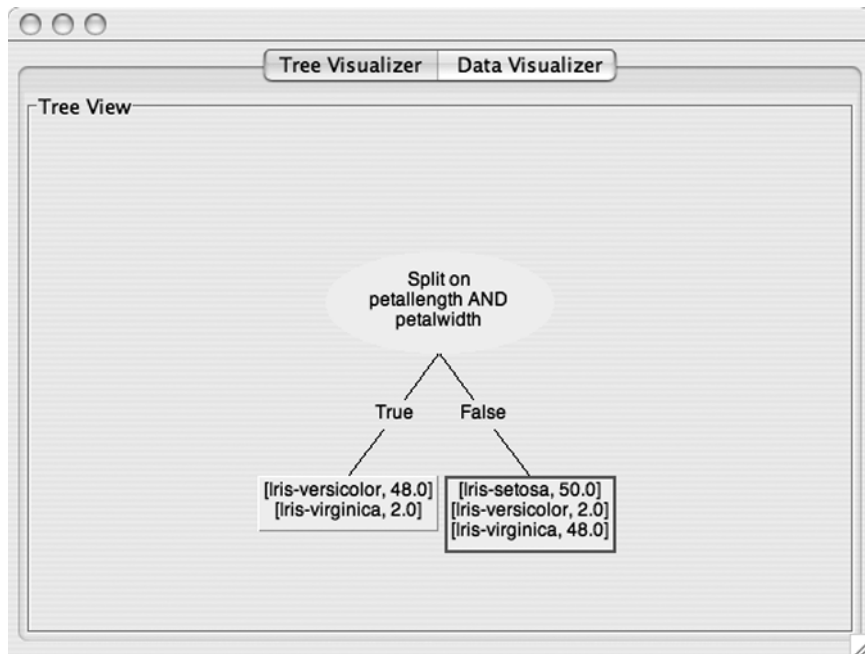 Tree Visualizer Data Visualizer
Tree View
Split on
petallength AND
petalwidth
True False
[Iris-versicolor, 48.0]
[Iris-virginica, 2.0]
[Iris-setosa, 50.0]
[Iris-versicolor, 2.0]
[Iris-virginica, 48.0]